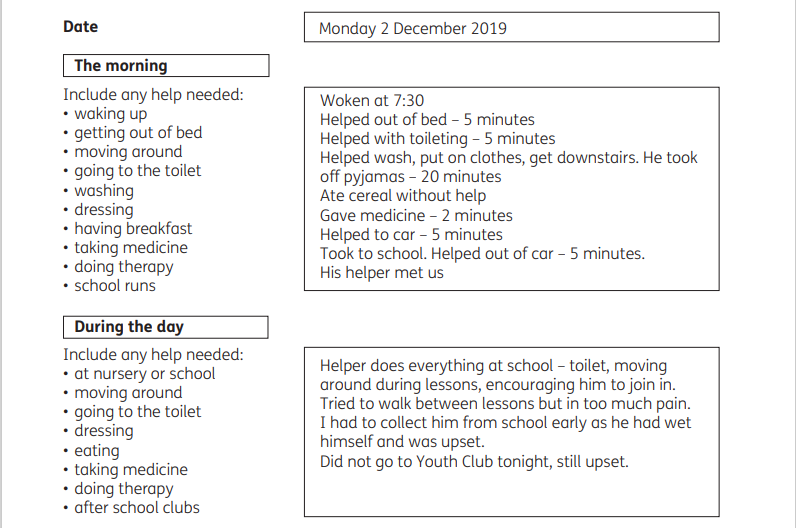 Date
Monday 2 December 2019
The morning
Include any help needed:
• waking up
• getting out of bed
• moving around
• going to the toilet
• washing
• dressing
• having breakfast
• taking medicine
• doing therapy
• school runs
Woken at 7:30
Helped out of bed – 5 minutes
Helped with toileting – 5 minutes
Helped wash, put on clothes, get downstairs. He took
off pyjamas – 20 minutes
Ate cereal without help
Gave medicine – 2 minutes
Helped to car – 5 minutes
Took to school. Helped out of car – 5 minutes.
His helper met us
During the day
Include any help needed:
• at nursery or school
• moving around
• going to the toilet
• dressing
• eating
• taking medicine
• doing therapy
• after school clubs
Helper does everything at school – toilet, moving
around during lessons, encouraging him to join in.
Tried to walk between lessons but in too much pain.
I had to collect him from school early as he had wet
himself and was upset.
Did not go to Youth Club tonight, still upset.